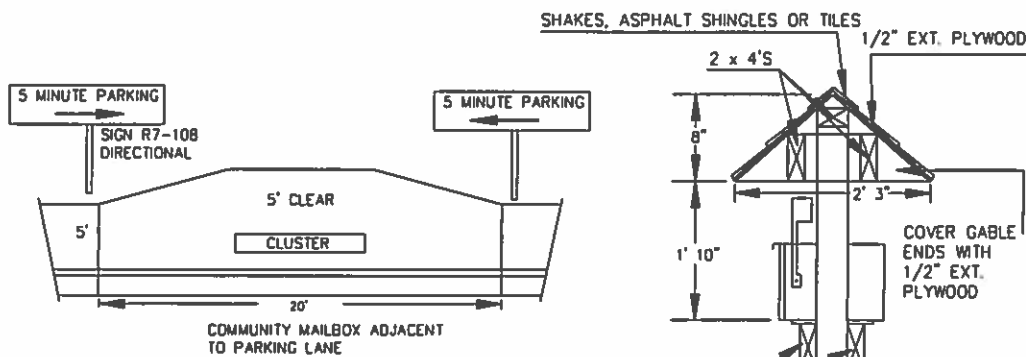 5 MINUTE PARKING
SIGN R7-108
DIRECTIONAL
5 MINUTE PARKING
5' CLEAR
5'
CLUSTER
20'
COMMUNITY MAILBOX ADJACENT
TO PARKING LANE
SHAKES, ASPHALT SHINGLES OR TILES
1/2" EXT. PLYWOOD
2 x 4'S
8"
2' 3"
1' 10"
COVER GABLE
ENDS WITH
1/2" EXT.
PLYWOOD